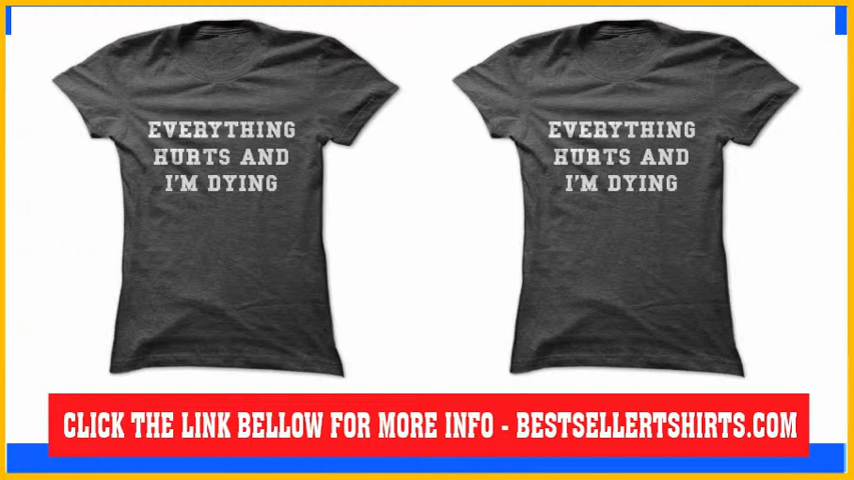 EVERYTHING
HURTS AND
I'M DYING
EVERYTHING
HURTS AND
I'M DYING
CLICK THE LINK BELLOW FOR MORE INFO - BESTSELLERTSHIRTS.COM